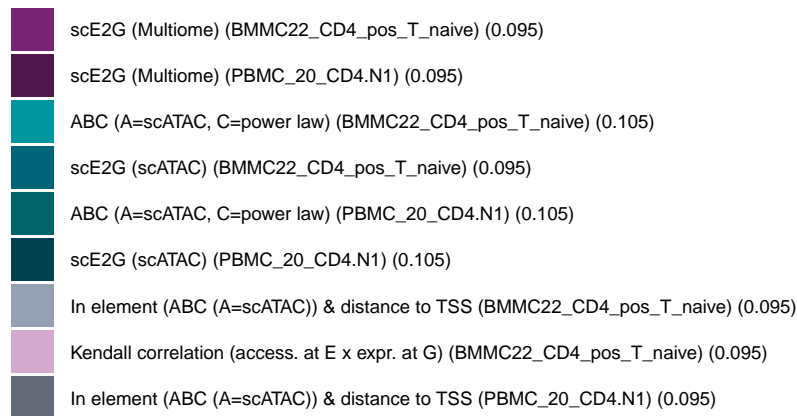 scE2G (Multiome) (BMMC22_CD4_pos_T_naive) (0.095)
scE2G (Multiome) (PBMC_20_CD4.N1) (0.095)
ABC (A=scATAC, C=power law) (BMMC22_CD4_pos_T_naive) (0.105)
scE2G (scATAC) (BMMC22_CD4_pos_T_naive) (0.095)
ABC (A=scATAC, C=power law) (PBMC_20_CD4.N1) (0.105)
scE2G (scATAC) (PBMC_20_CD4.N1) (0.105)
In element (ABC (A=scATAC)) & distance to TSS (BMMC22_CD4_pos_T_naive) (0.095)
Kendall correlation (access. at E x expr. at G) (BMMC22_CD4_pos_T_naive) (0.095)
In element (ABC (A=scATAC)) & distance to TSS (PBMC_20_CD4.N1) (0.095)